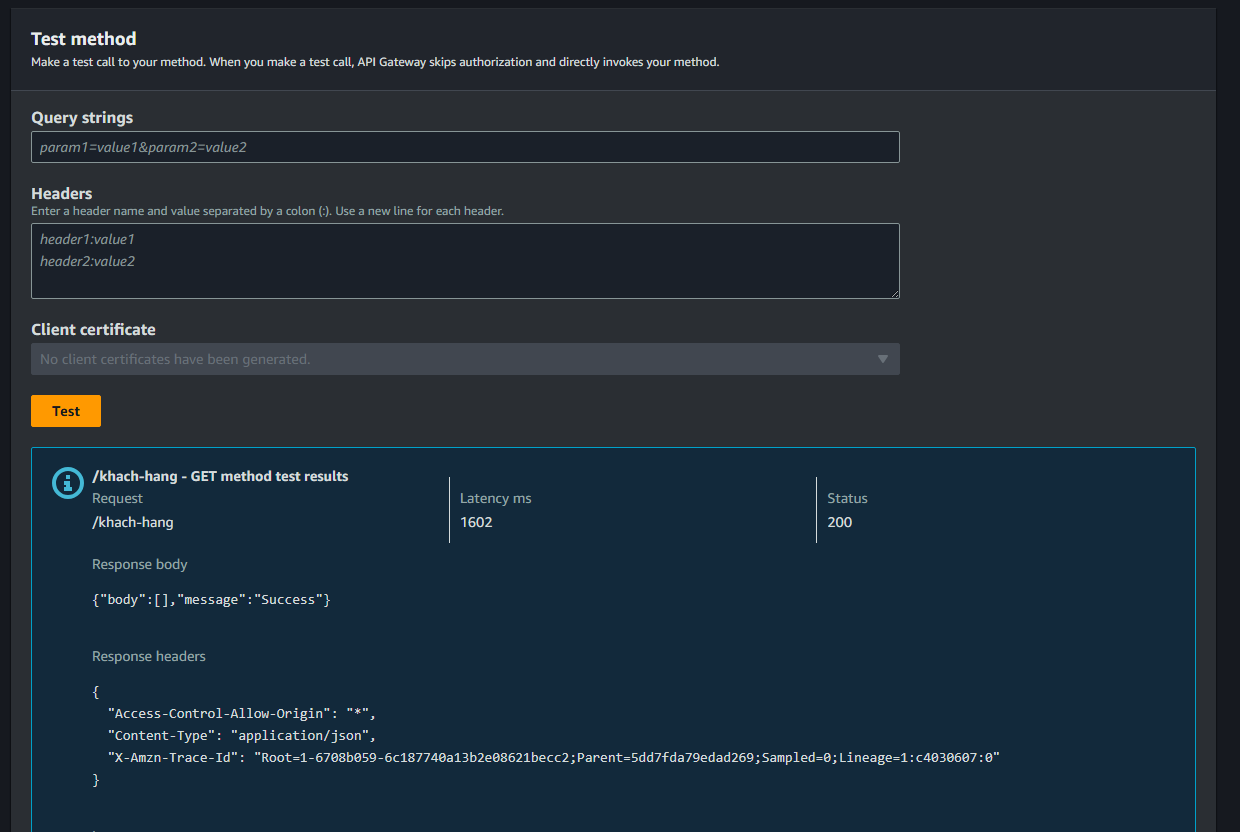 Test method
Make a test call to your method. When you make a test call, API Gateway skips authorization and directly invokes your method.
Query strings
param1=value1&param2=value2
Headers
Enter a header name and value separated by a colon (:). Use a new line for each header.
header1:value1
header2:value2
Client certificate
No client certificates have been generated.
Test
/khach-hang - GET method test results
Request
/khach-hang
Latency ms
1602
Status
200
Response body
{"body":[],"message":"Success"}
Response headers
{
"Access-Control-Allow-Origin": "*",
"Content-Type": "application/json",
"X-Amzn-Trace-Id": "Root=1-6708b059-6c187740a13b2e08621becc2;Parent=5dd7fda79edad269;Sampled=0;Lineage=1:c4030607:0"
}